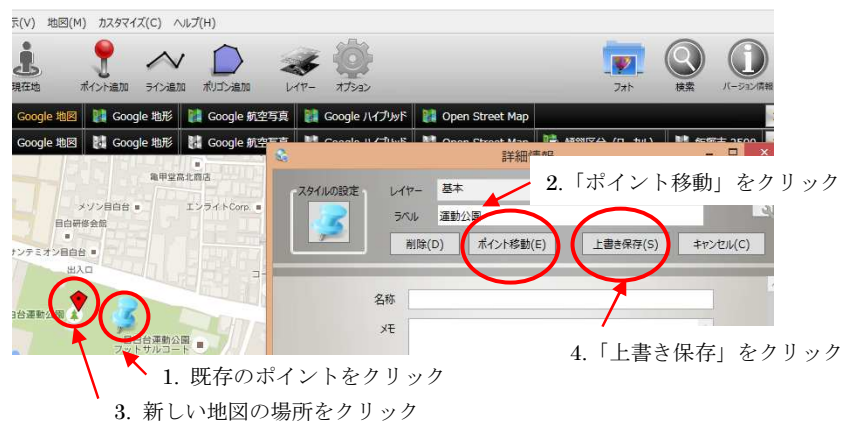 示(V) 地図(M) カスタマイズ(C) ヘルプ(H)
現在地 ポイント追加 ライン追加 ポリゴン追加 レイヤー オプション フォト 検索 バージョン情報
Google 地図 Google 地形 Google 航空写真 Google ハイブリッド Open Street Map
Google 地図 Google 地形 Google 航空写真 Google ハイブリッド Open Street Map
詳細情報
亀甲堂高北商店
メゾン目白台
エンライトCorp.
目白研修会館
サンテミオン目白台
出入口
目白台運動公園
フットサルコート
スタイルの設定
レイヤー 基本
ラベル 運動公園
削除(D) ポイント移動(E) 上書き保存(S) キャンセル(C)
名称
メモ
2.「ポイント移動」をクリック
4.「上書き保存」をクリック
1. 既存のポイントをクリック
3. 新しい地図の場所をクリック